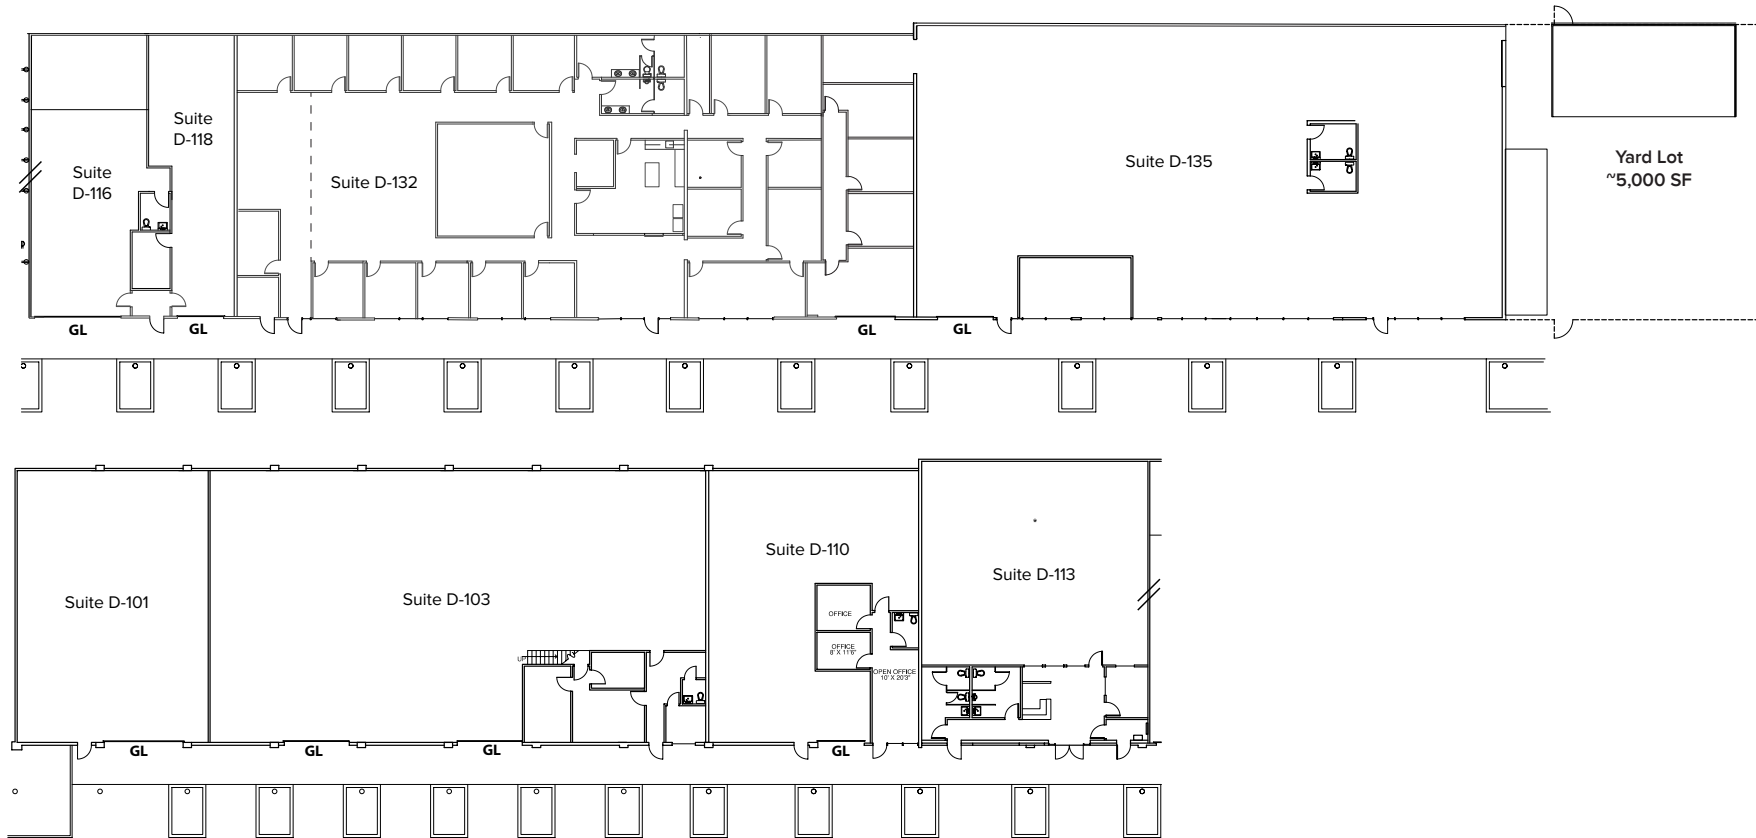 Suite
D-118
Suite
D-116
Suite D-132
Suite D-135
Yard Lot
~5,000 SF
GL
GL
GL
GL
Suite D-101
Suite D-103
Suite D-110
Suite D-113
OFFICE
OFFICE
8' X 11'6"
OPEN OFFICE
10' X 20'3"
UP
GL
GL
GL
GL